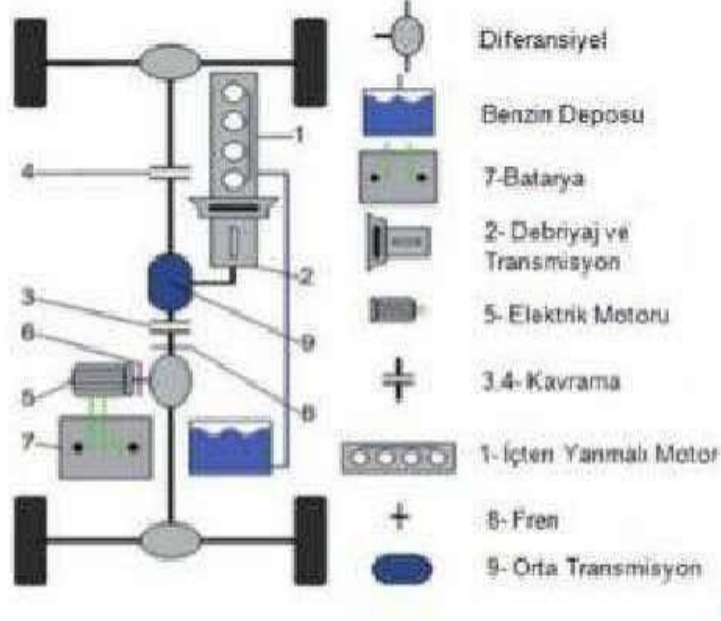 1
4
2
3
9
6
5
8
7
Diferansiyel
Benzin Deposu
7-Batarya
2- Debriyaj ve
Transmisyon
5- Elektrik Motoru
3.4- Kavrama
1-İçten Yanmalı Motor
8- Fren
9- Orta Transmisyon